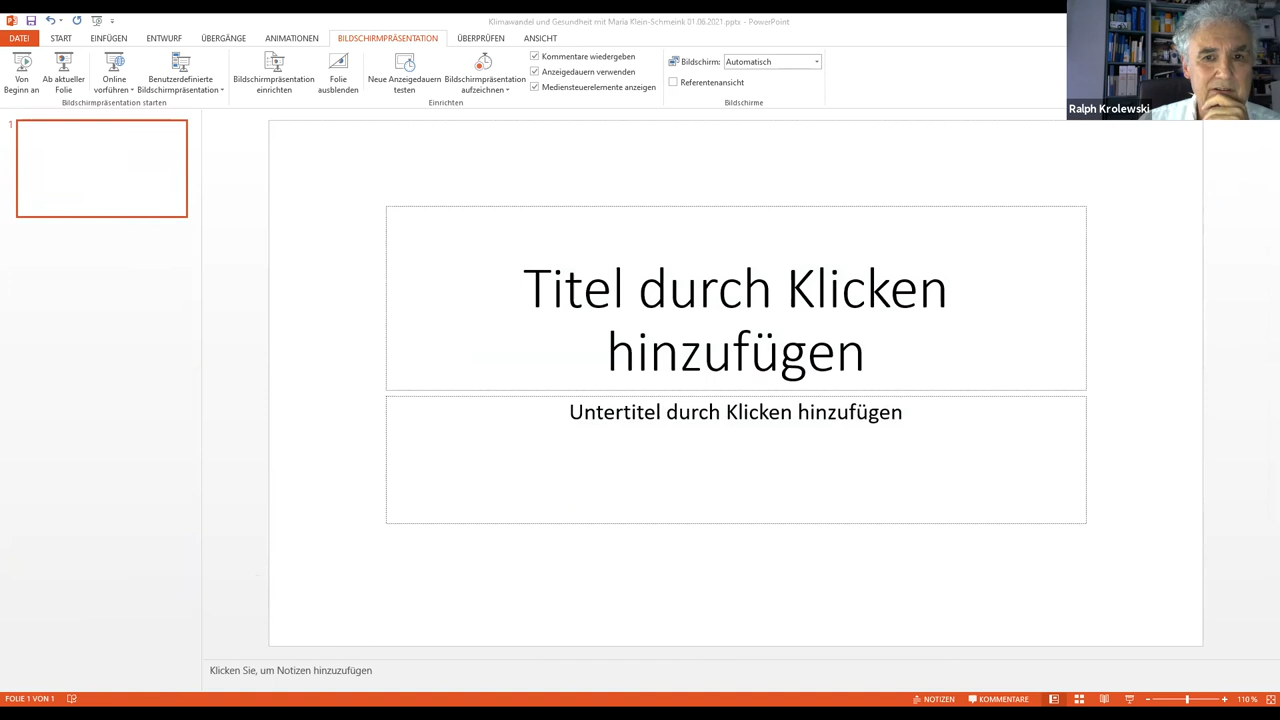 Klimawandel und Gesundheit mit Maria Klein-Schmeink 01.06.2021.pptx - PowerPoint
DATEI START EINFÜGEN ENTWURF ÜBERGÄNGE ANIMATIONEN BILDSCHIRMPRÄSENTATION ÜBERPRÜFEN ANSICHT
Von Beginn an
Ab aktueller Folie
Online vorführen
Benutzerdefinierte Bildschirmpräsentation
Bildschirmpräsentation starten
Bildschirmpräsentation einrichten
Folie ausblenden
Neue Anzeigedauern testen
Bildschirmpräsentation aufzeichnen
Kommentare wiedergeben
Anzeigedauern verwenden
Mediensteuerelemente anzeigen
Einrichten
Bildschirm: Automatisch
Referentenansicht
Bildschirme
Ralph Krolewski
1
Titel durch Klicken
hinzufügen
Untertitel durch Klicken hinzufügen
Klicken Sie, um Notizen hinzuzufügen
FOLIE 1 VON 1 NOTIZEN KOMMENTARE 110 %